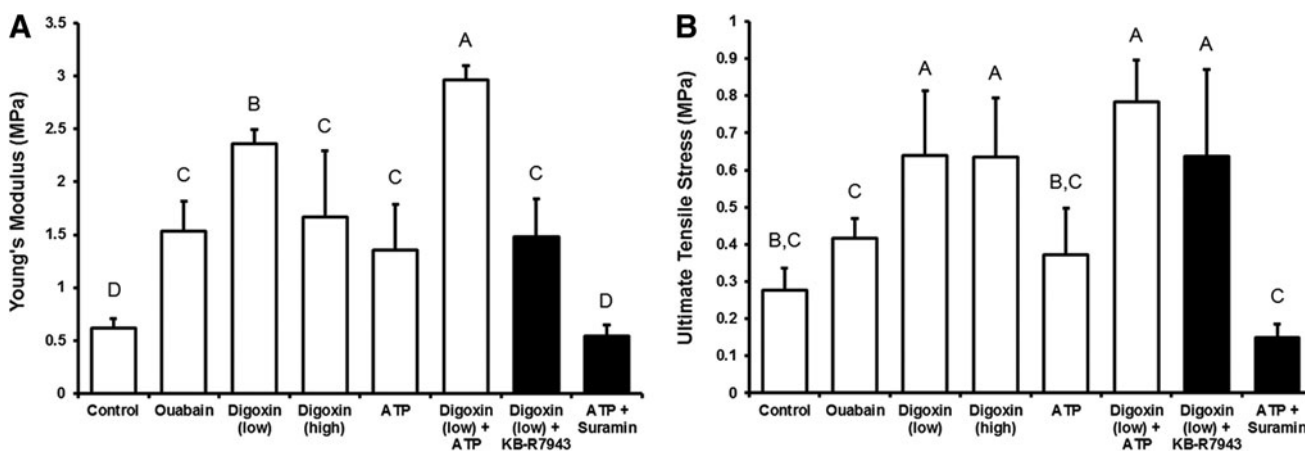 A
Young's Modulus (MPa)
3.5
3
2.5
2
1.5
1
0.5
0
D
C
B
C
C
A
C
D
Control
Ouabain
Digoxin
(low)
Digoxin
(high)
ATP
Digoxin
(low) +
ATP
Digoxin
(low) +
KB-R7943
ATP +
Suramin
B
Ultimate Tensile Stress (MPa)
1
0.9
0.8
0.7
0.6
0.5
0.4
0.3
0.2
0.1
0
B,C
C
A
A
B,C
A
A
C
Control
Ouabain
Digoxin
(low)
Digoxin
(high)
ATP
Digoxin
(low) +
ATP
Digoxin
(low) +
KB-R7943
ATP +
Suramin